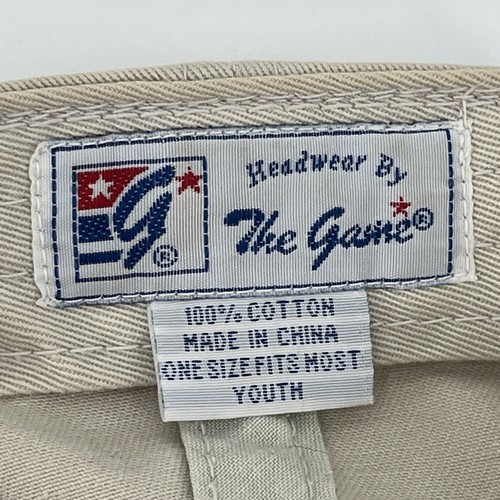 G®
Headwear By
The Game®
100% COTTON
MADE IN CHINA
ONE SIZE FITS MOST
YOUTH